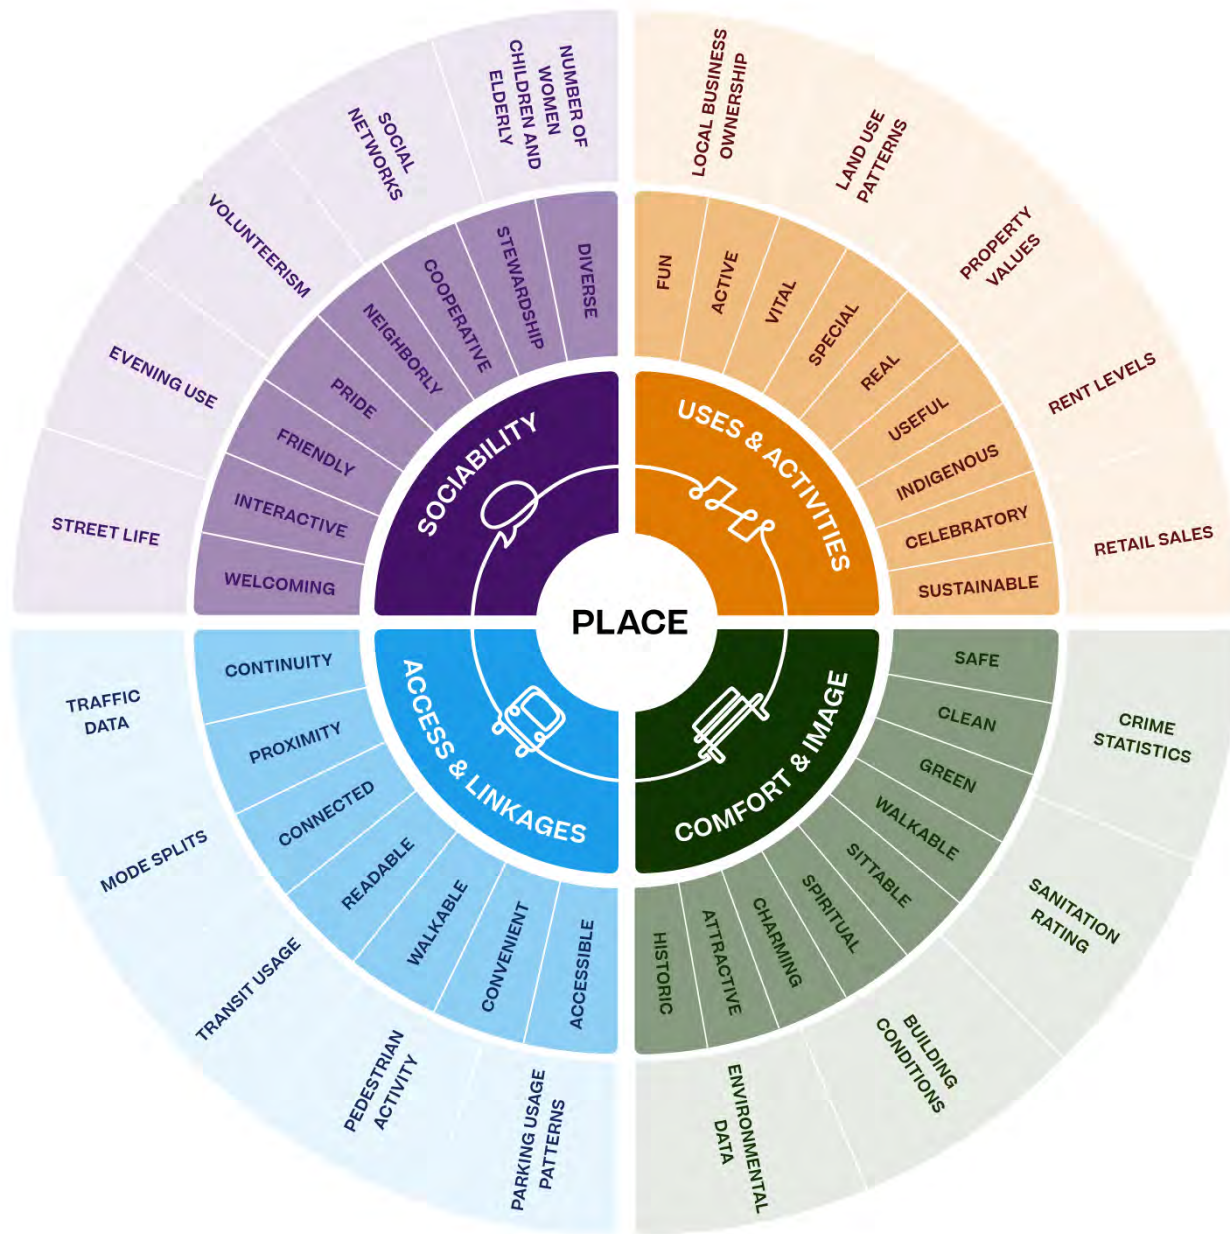 PLACE
SOCIABILITY
DIVERSE
STEWARDSHIP
COOPERATIVE
NEIGHBORLY
PRIDE
FRIENDLY
INTERACTIVE
WELCOMING
NUMBER OF
WOMEN
CHILDREN AND
ELDERLY
SOCIAL
NETWORKS
VOLUNTEERISM
EVENING USE
STREET LIFE
USES & ACTIVITIES
FUN
ACTIVE
VITAL
SPECIAL
REAL
USEFUL
INDIGENOUS
CELEBRATORY
SUSTAINABLE
LOCAL BUSINESS
OWNERSHIP
LAND USE
PATTERNS
PROPERTY
VALUES
RENT LEVELS
RETAIL SALES
ACCESS & LINKAGES
CONTINUITY
PROXIMITY
CONNECTED
READABLE
WALKABLE
CONVENIENT
ACCESSIBLE
TRAFFIC
DATA
MODE SPLITS
TRANSIT USAGE
PEDESTRIAN
ACTIVITY
PARKING USAGE
PATTERNS
COMFORT & IMAGE
SAFE
CLEAN
GREEN
WALKABLE
SITTABLE
SPIRITUAL
CHARMING
ATTRACTIVE
HISTORIC
CRIME
STATISTICS
SANITATION
RATING
BUILDING
CONDITIONS
ENVIRONMENTAL
DATA